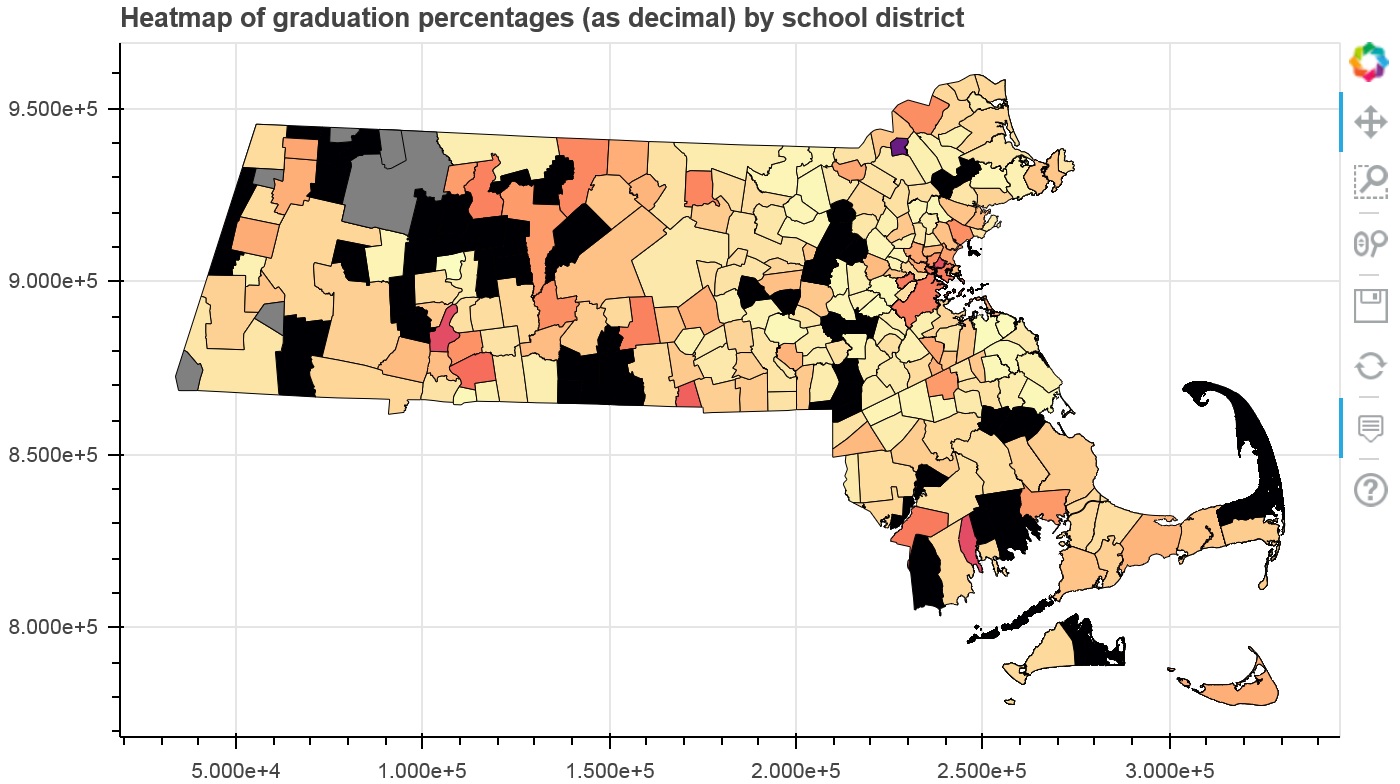 Heatmap of graduation percentages (as decimal) by school district
9.500e+5
9.000e+5
8.500e+5
8.000e+5
5.000e+4
1.000e+5
1.500e+5
2.000e+5
2.500e+5
3.000e+5
?